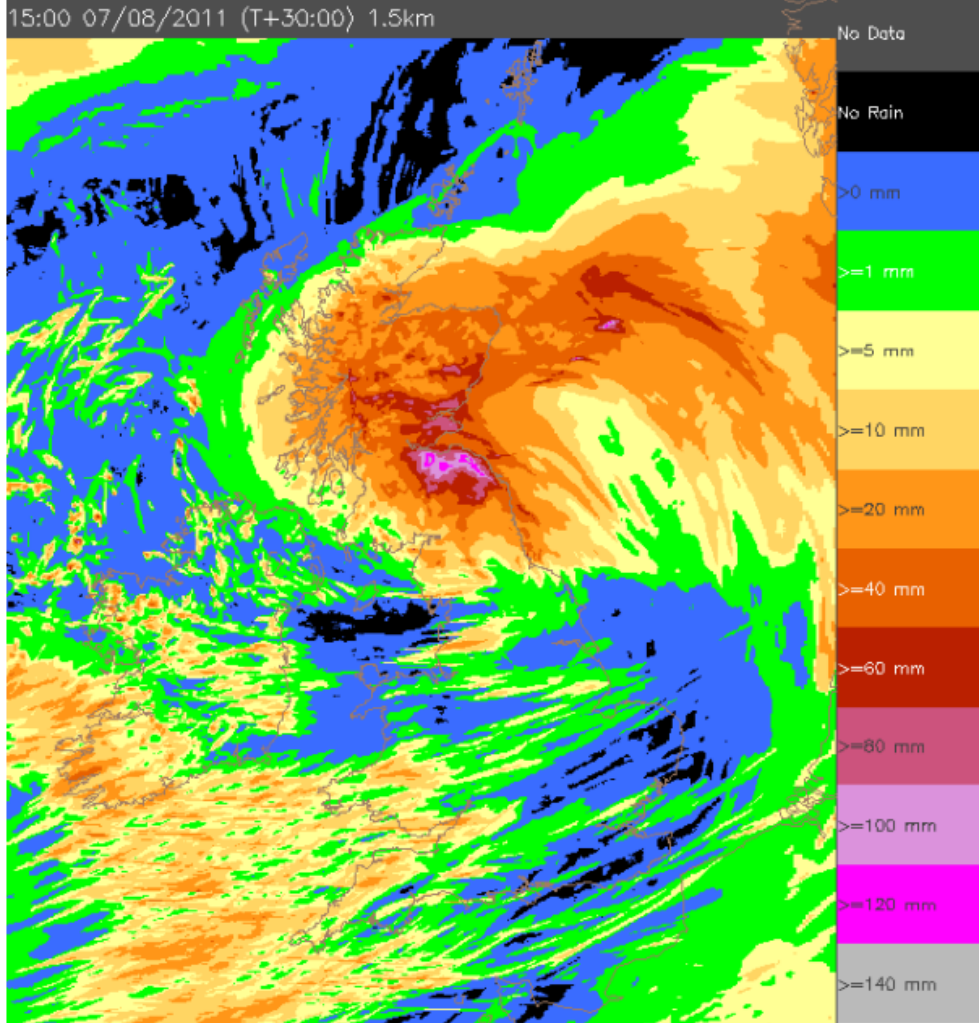 15:00 07/08/2011 (T+30:00) 1.5km
No Data
No Rain
>0 mm
>=1 mm
>=5 mm
>=10 mm
>=20 mm
>=40 mm
>=60 mm
>=80 mm
>=100 mm
>=120 mm
>=140 mm